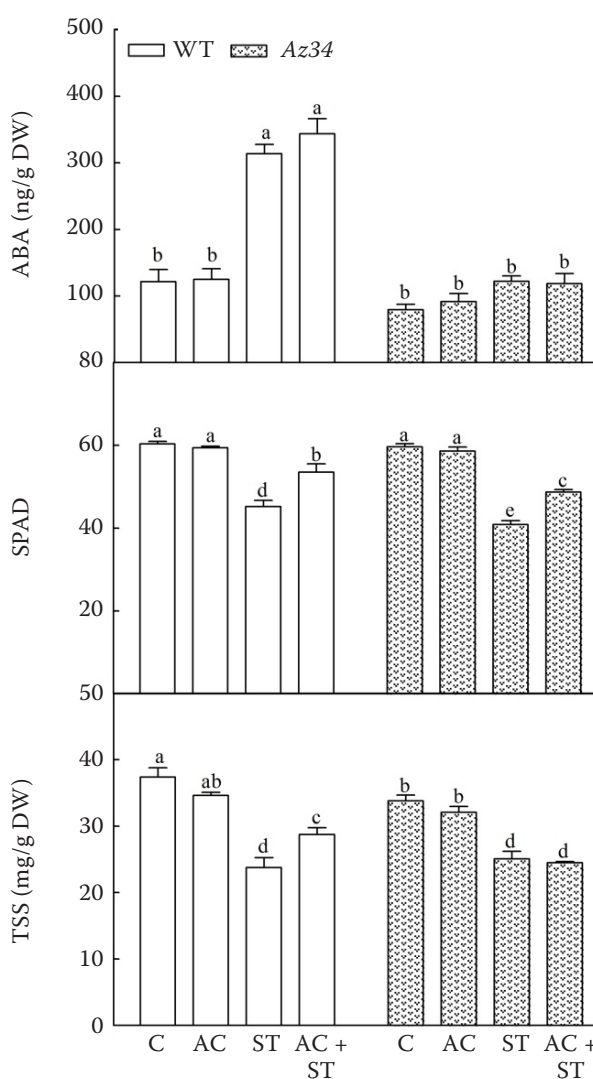 500
WT Az34
400
300
200
100
80
ABA (ng/g DW)
a a
b b
b b b b
60
40
20
50
SPAD
a a d b
a a e c
40
30
20
10
0
TSS (mg/g DW)
a ab d c
b b d d
C AC ST AC +
ST
C AC ST AC +
ST